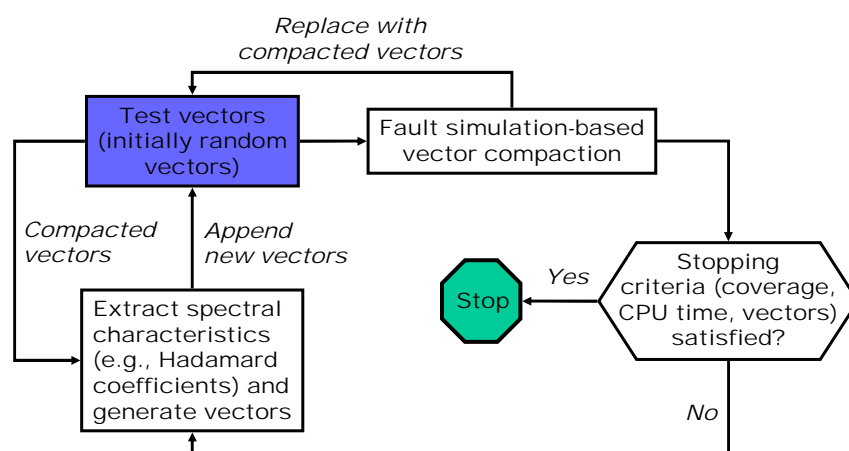 Replace with
compacted vectors
Test vectors
(initially random
vectors)
Fault simulation-based
vector compaction
Compacted
vectors
Append
new vectors
Extract spectral
characteristics
(e.g., Hadamard
coefficients) and
generate vectors
Stop
Yes
Stopping
criteria (coverage,
CPU time, vectors)
satisfied?
No